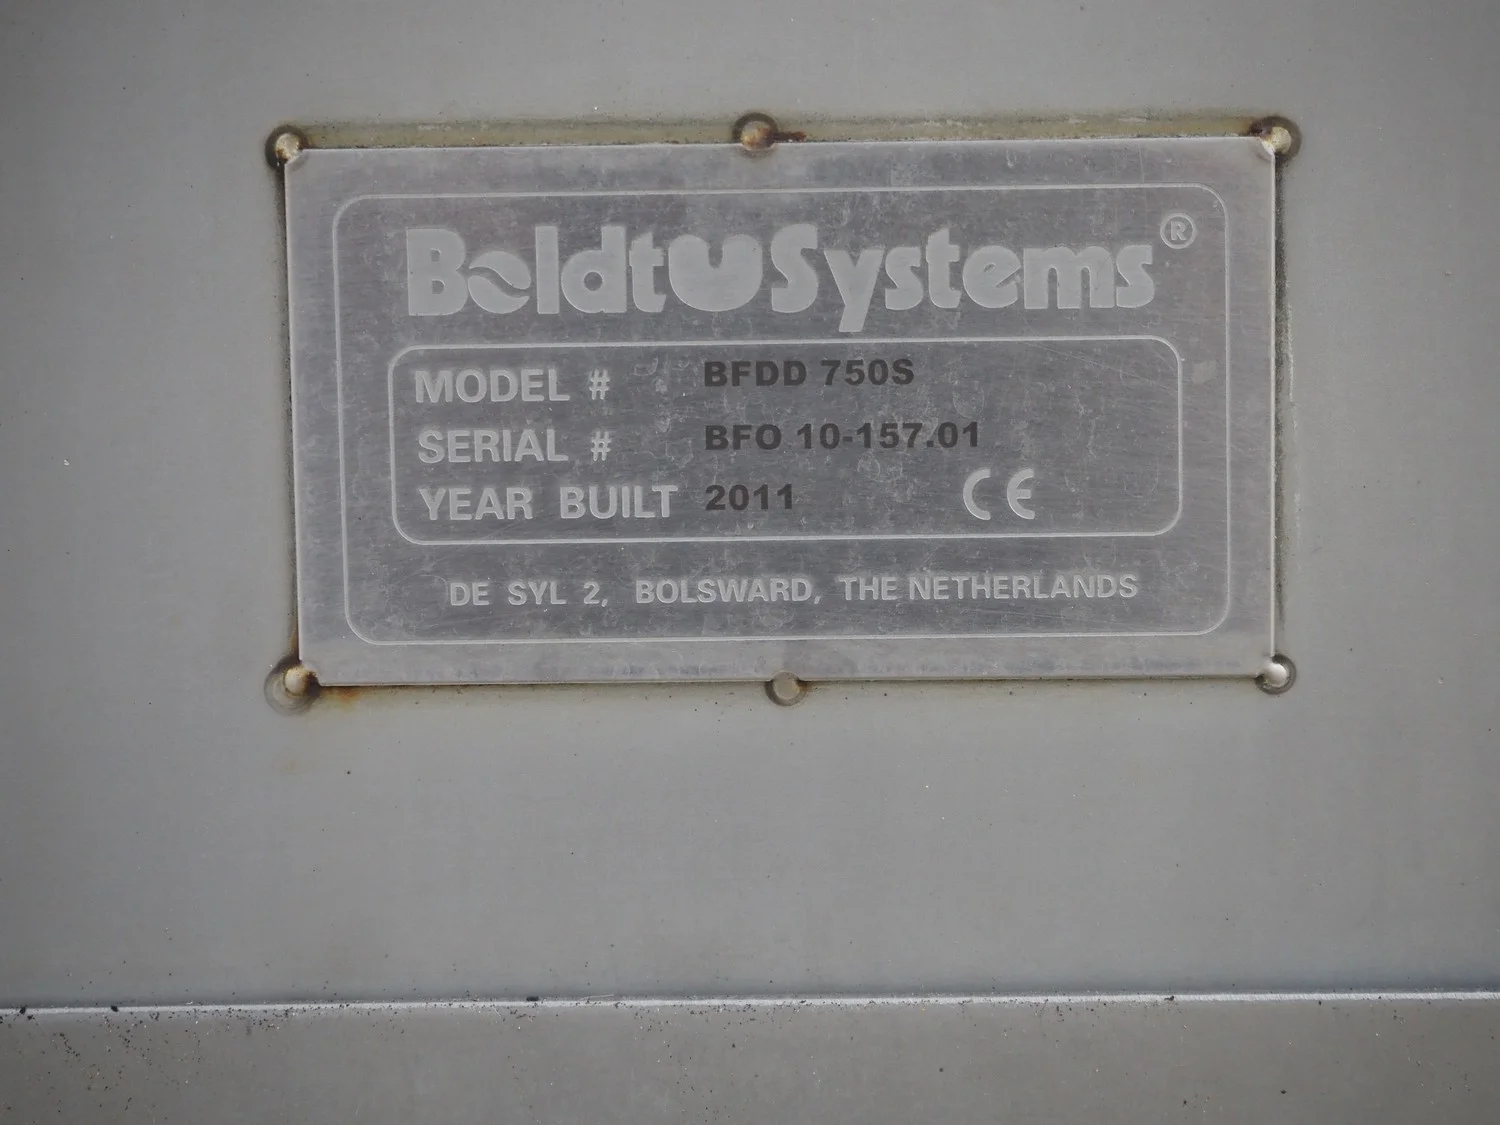 BoldtSystems®
MODEL # BFDD 750S
SERIAL # BFO 10-157.01
YEAR BUILT 2011 CE
DE SYL 2, BOLSWARD, THE NETHERLANDS